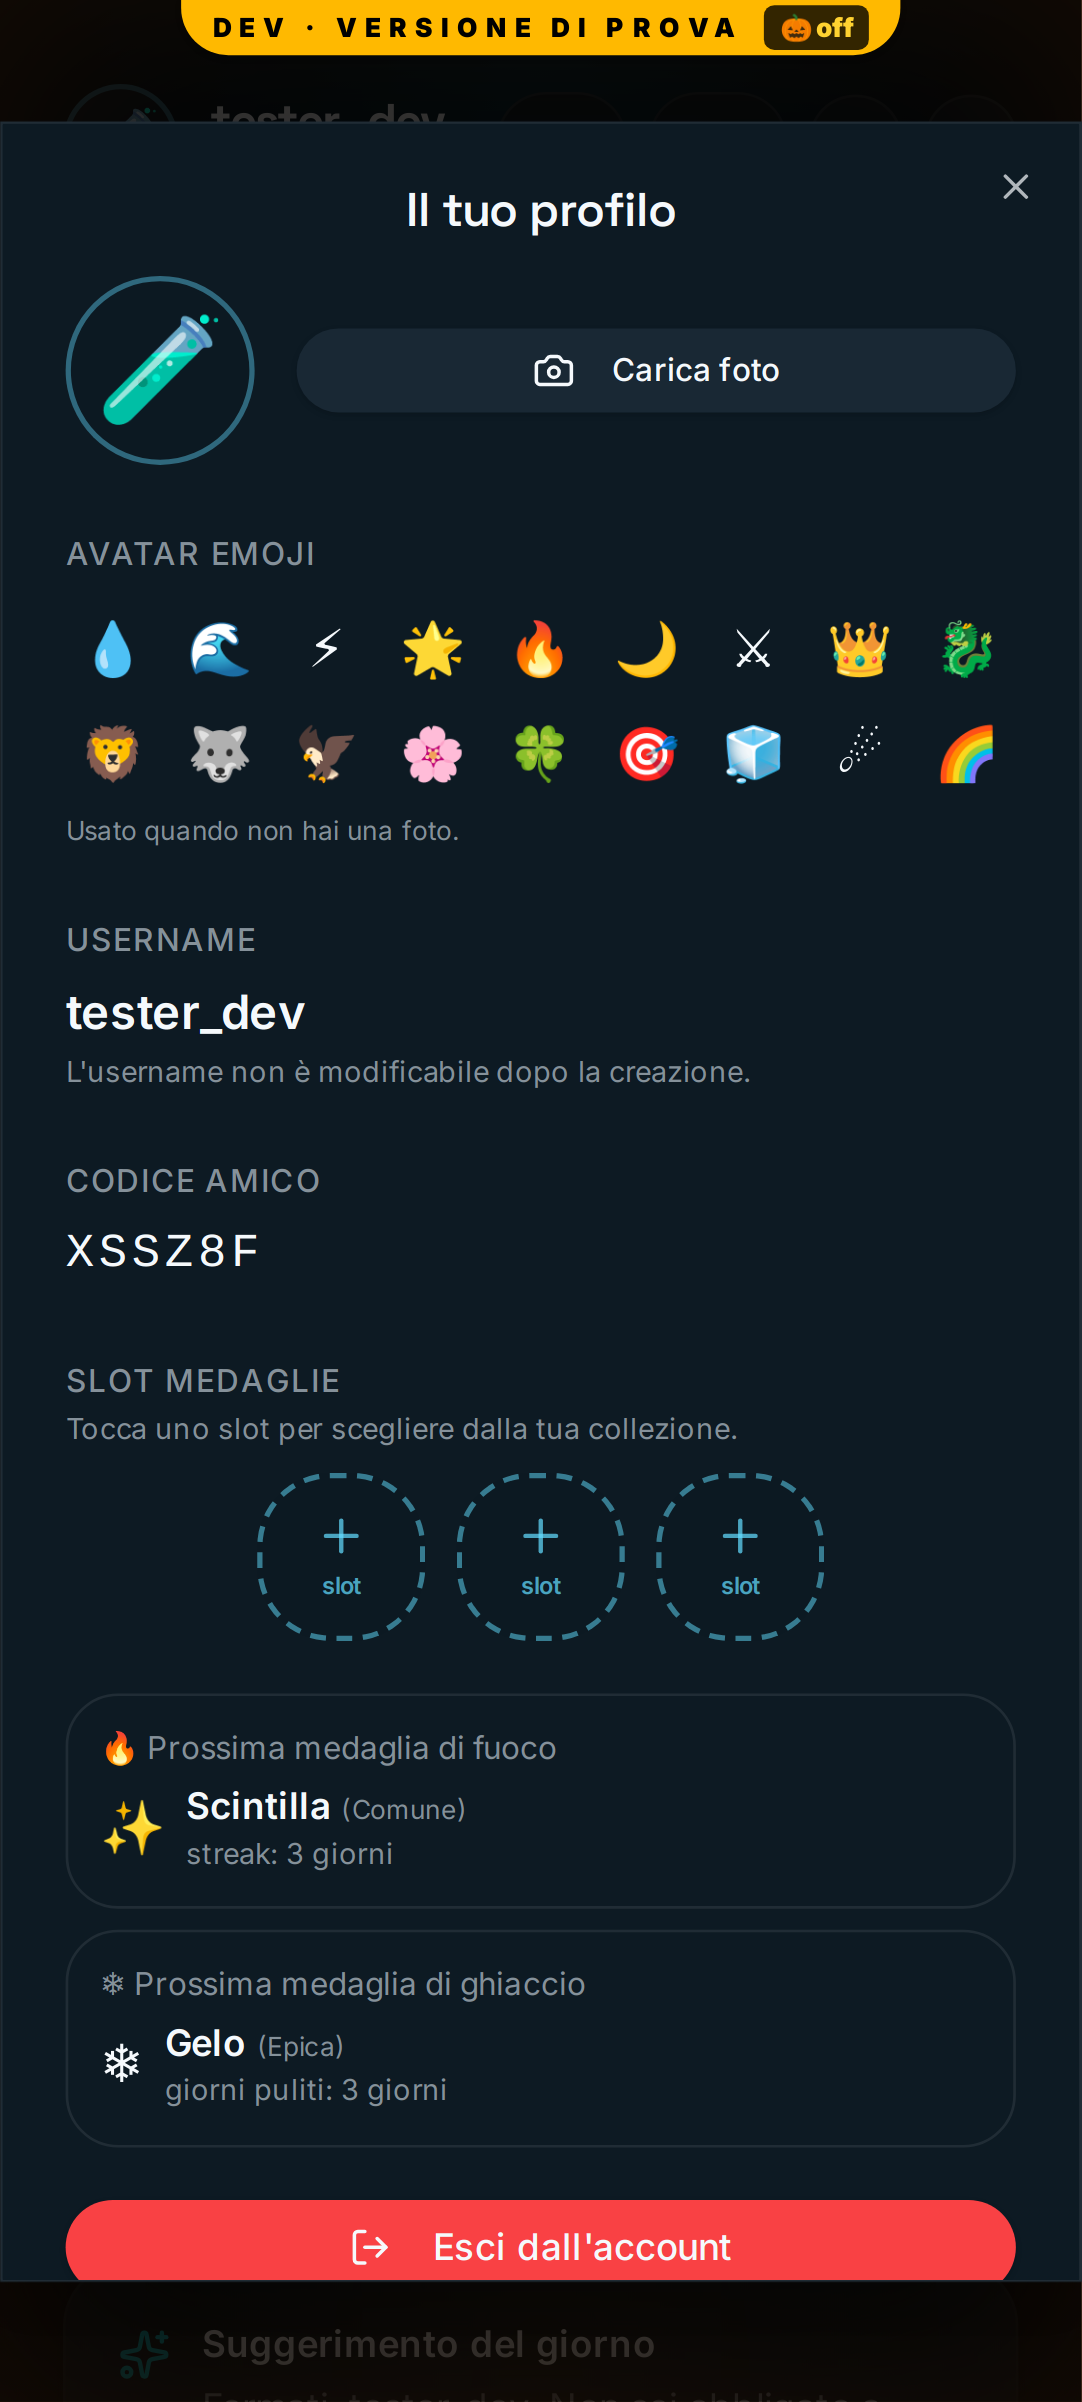 DEV · VERSIONE DI PROVA 🎃 off
tester_dev
Il tuo profilo
Carica foto
AVATAR EMOJI
Usato quando non hai una foto.
USERNAME
tester_dev
L'username non è modificabile dopo la creazione.
CODICE AMICO
XSSZ8F
SLOT MEDAGLIE
Tocca uno slot per scegliere dalla tua collezione.
slot slot slot
🔥 Prossima medaglia di fuoco
Scintilla (Comune)
streak: 3 giorni
❄ Prossima medaglia di ghiaccio
Gelo (Epica)
giorni puliti: 3 giorni
Esci dall'account
Suggerimento del giorno